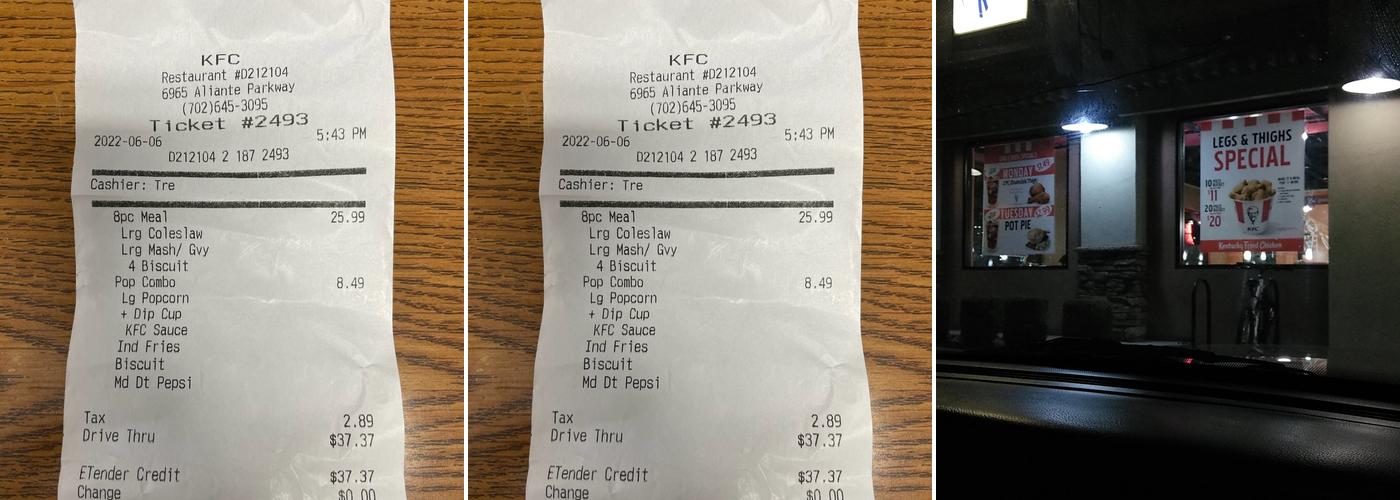 KFC
Restaurant #D212104
6965 Aliante Parkway
(702)645-3095
Ticket #2493
2022-06-06 5:43 PM
D212104 2 187 2493
Cashier: Tre
8pc Meal 25.99
Lrg Coleslaw
Lrg Mash/ Gvy
4 Biscuit
Pop Combo 8.49
Lg Popcorn
+ Dip Cup
KFC Sauce
Ind Fries
Biscuit
Md Dt Pepsi
Tax 2.89
Drive Thru $37.37
ETender Credit $37.37
Change $0.00
KFC
Restaurant #D212104
6965 Aliante Parkway
(702)645-3095
Ticket #2493
2022-06-06 5:43 PM
D212104 2 187 2493
Cashier: Tre
8pc Meal 25.99
Lrg Coleslaw
Lrg Mash/ Gvy
4 Biscuit
Pop Combo 8.49
Lg Popcorn
+ Dip Cup
KFC Sauce
Ind Fries
Biscuit
Md Dt Pepsi
Tax 2.89
Drive Thru $37.37
ETender Credit $37.37
Change $0.00
MONDAY
TUESDAY
POT PIE
LEGS & THIGHS
SPECIAL
10 PIECE
$11
20 PIECE
$20
KFC
Kentucky Fried Chicken